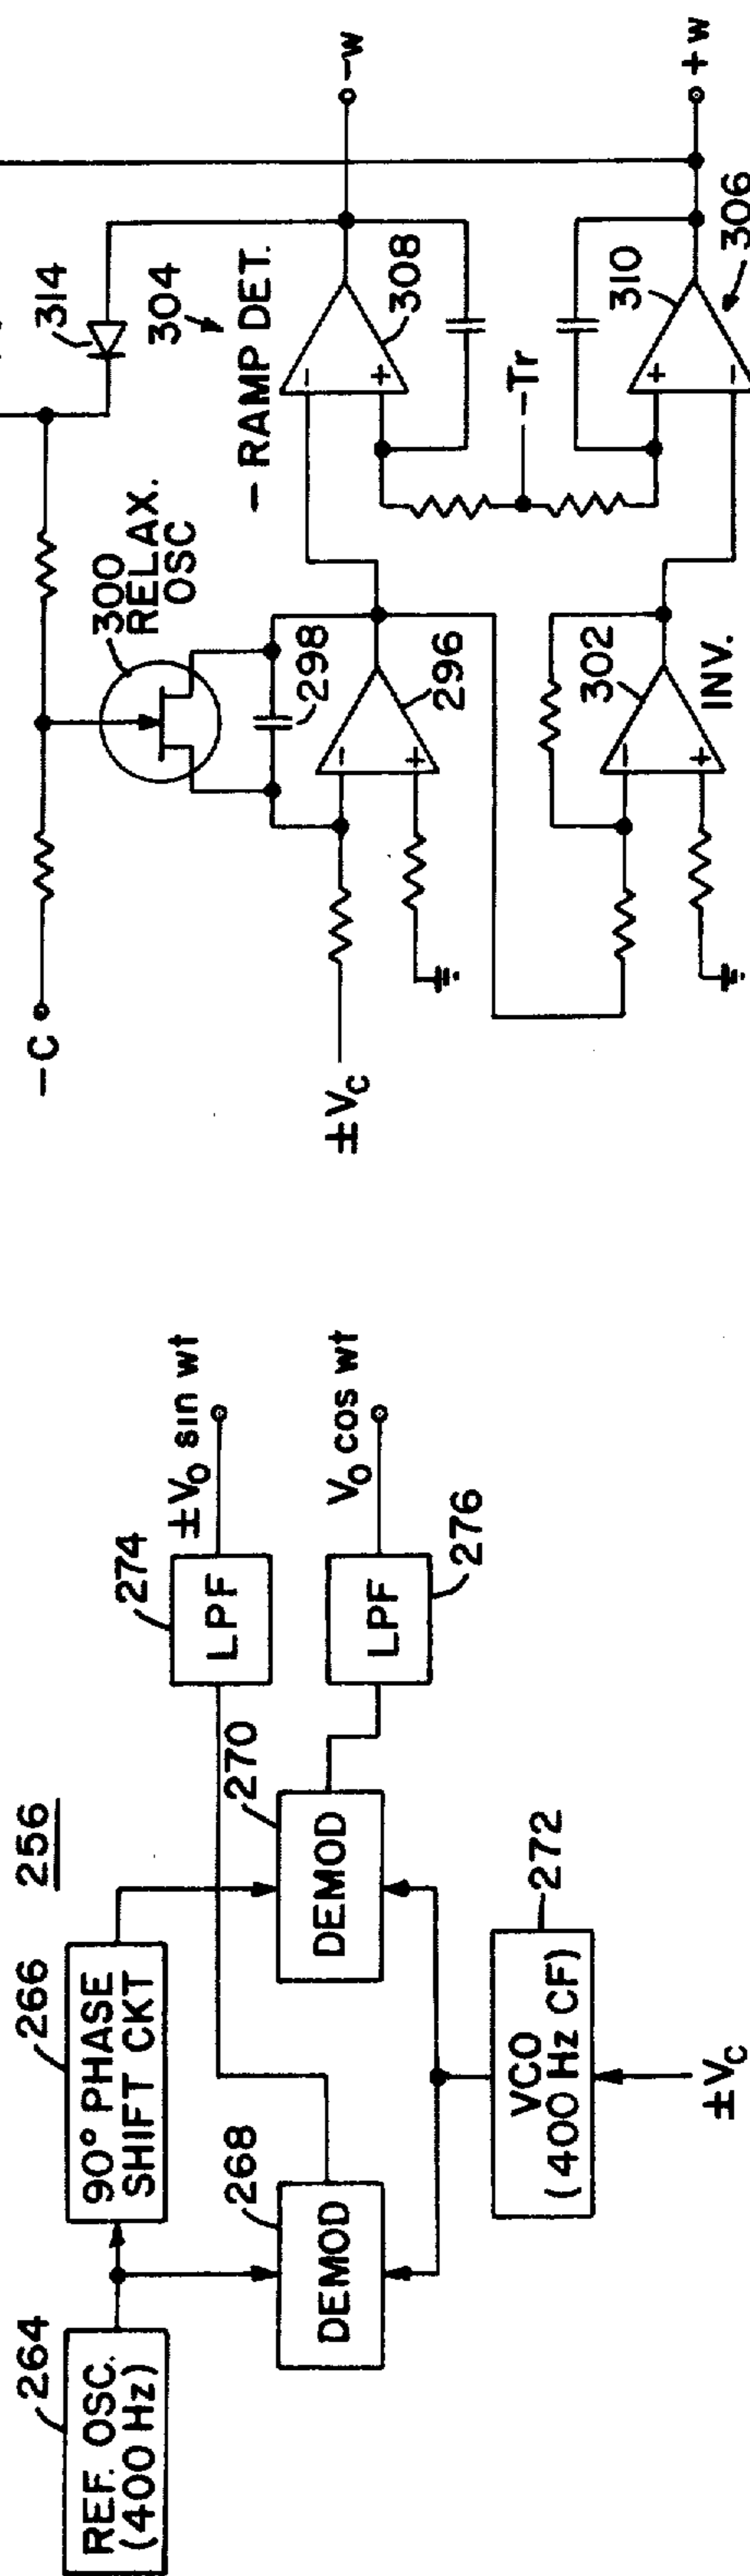 256
264
REF. OSC.
(400 Hz)
266
90° PHASE
SHIFT CKT
268
DEMOD
270
DEMOD
274
LPF
±Vo sin wt
276
LPF
Vo cos wt
272
VCO
(400 Hz CF)
±Vc
-C
300
RELAX.
OSC
314
304
- RAMP DET.
298
296
±Vc
308
-w
-Tr
302
INV.
310
306
+w